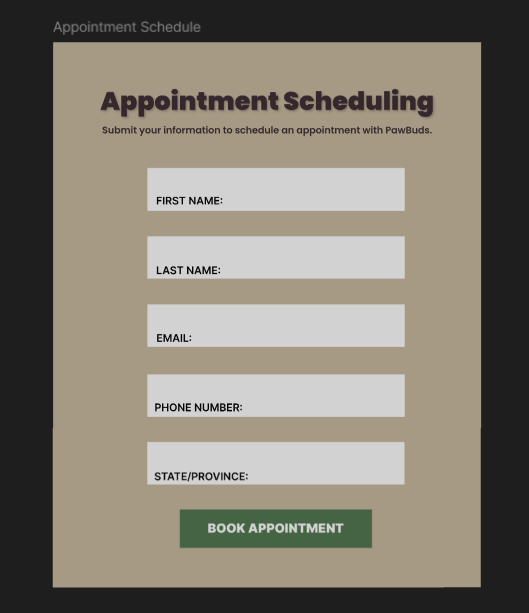 Appointment Schedule
Appointment Scheduling
Submit your information to schedule an appointment with PawBuds.
FIRST NAME:
LAST NAME:
EMAIL:
PHONE NUMBER:
STATE/PROVINCE:
BOOK APPOINTMENT